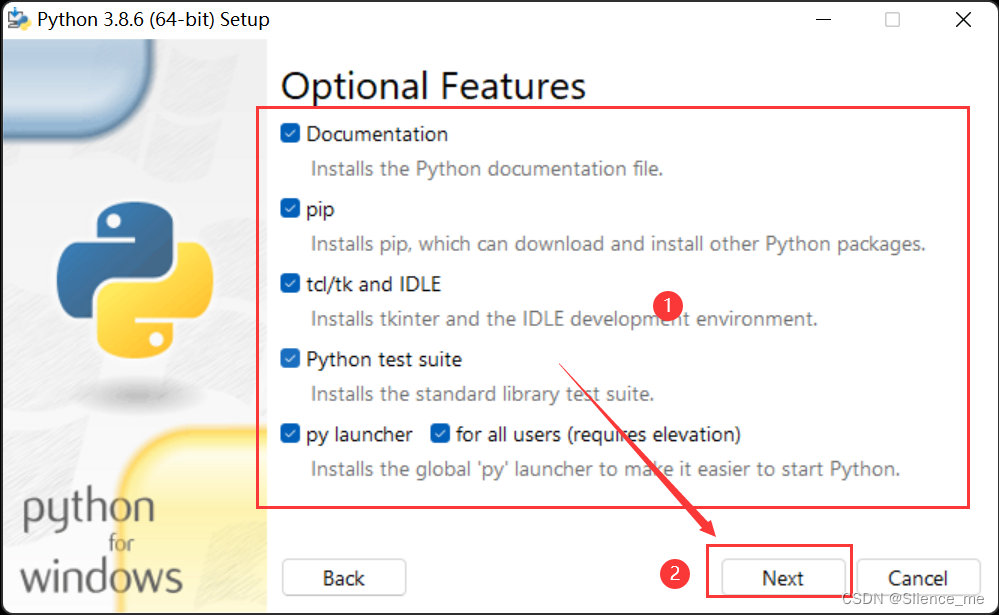 Python 3.8.6 (64-bit) Setup
Optional Features
Documentation
Installs the Python documentation file.
pip
Installs pip, which can download and install other Python packages.
tcl/tk and IDLE
1
Installs tkinter and the IDLE development environment.
Python test suite
Installs the standard library test suite.
py launcher for all users (requires elevation)
Installs the global 'py' launcher to make it easier to start Python.
python
for
windows
Back
2
Next
Cancel
CSDN @Silence_me